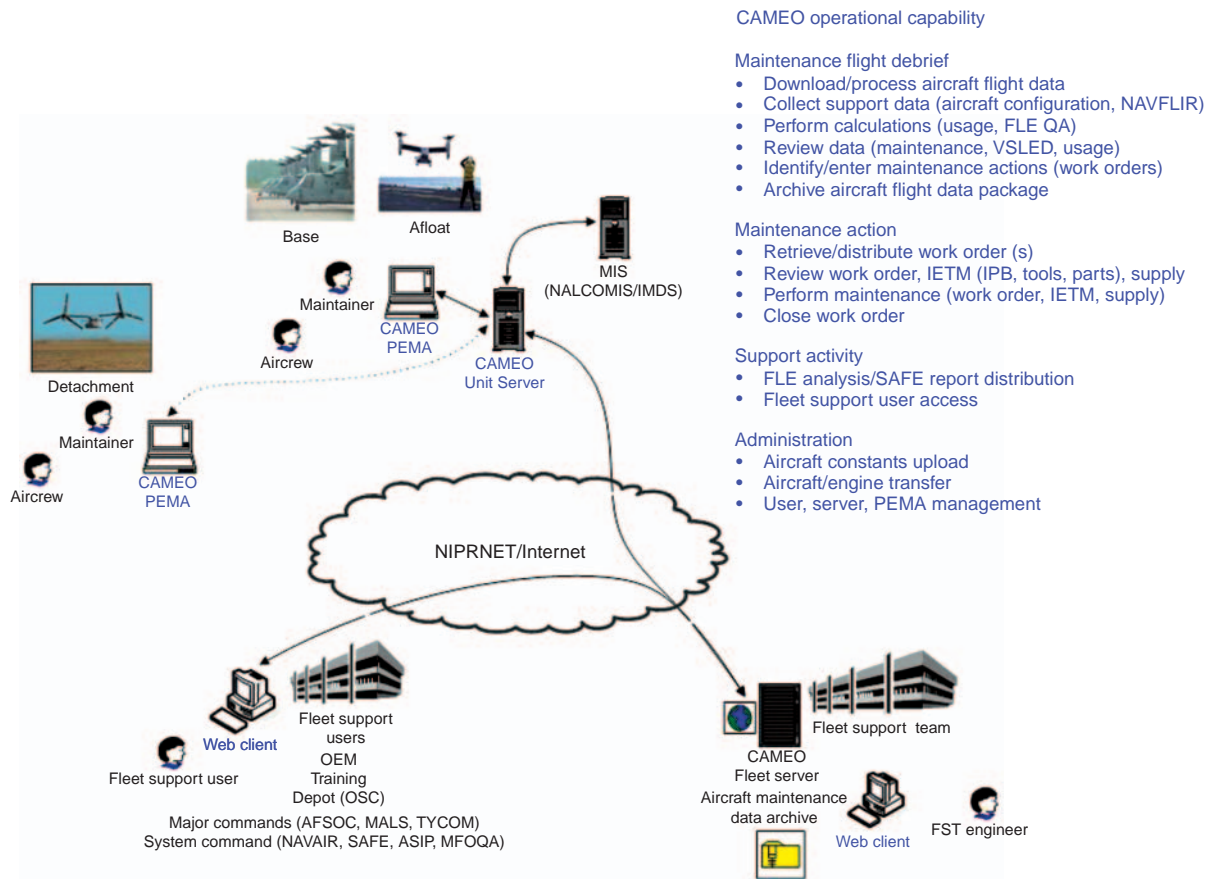 CAMEO operational capability
Maintenance flight debrief
• Download/process aircraft flight data
• Collect support data (aircraft configuration, NAVFLIR)
• Perform calculations (usage, FLE QA)
• Review data (maintenance, VSLED, usage)
• Identify/enter maintenance actions (work orders)
• Archive aircraft flight data package
Maintenance action
• Retrieve/distribute work order (s)
• Review work order, IETM (IPB, tools, parts), supply
• Perform maintenance (work order, IETM, supply)
• Close work order
Support activity
• FLE analysis/SAFE report distribution
• Fleet support user access
Administration
• Aircraft constants upload
• Aircraft/engine transfer
• User, server, PEMA management
Base
Afloat
MIS
(NALCOMIS/IMDS)
Maintainer
CAMEO
PEMA
Aircrew
CAMEO
Unit Server
Detachment
Maintainer
Aircrew
CAMEO
PEMA
NIPRNET/Internet
Web client
Fleet support user
Fleet support
users
OEM
Training
Depot (OSC)
Major commands (AFSOC, MALS, TYCOM)
System command (NAVAIR, SAFE, ASIP, MFOQA)
Fleet support team
CAMEO
Fleet server
Aircraft maintenance
data archive
Web client
FST engineer